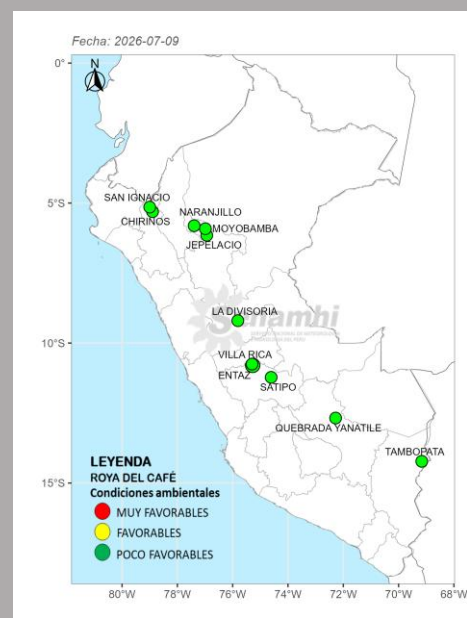 Fecha: 2026-07-09
N
0°
SAN IGNACIO
5°S
CHIRINOS
NARANJILLO
MOYOBAMBA
JEPELACIO
LA DIVISORIA
Senamhi
10°S
VILLA RICA
ENTAZ
SATIPO
QUEBRADA YANATILE
TAMBOPATA
15°S
LEYENDA
ROYA DEL CAFÉ
Condiciones ambientales
MUY FAVORABLES
FAVORABLES
POCO FAVORABLES
80°W 78°W 76°W 74°W 72°W 70°W 68°W